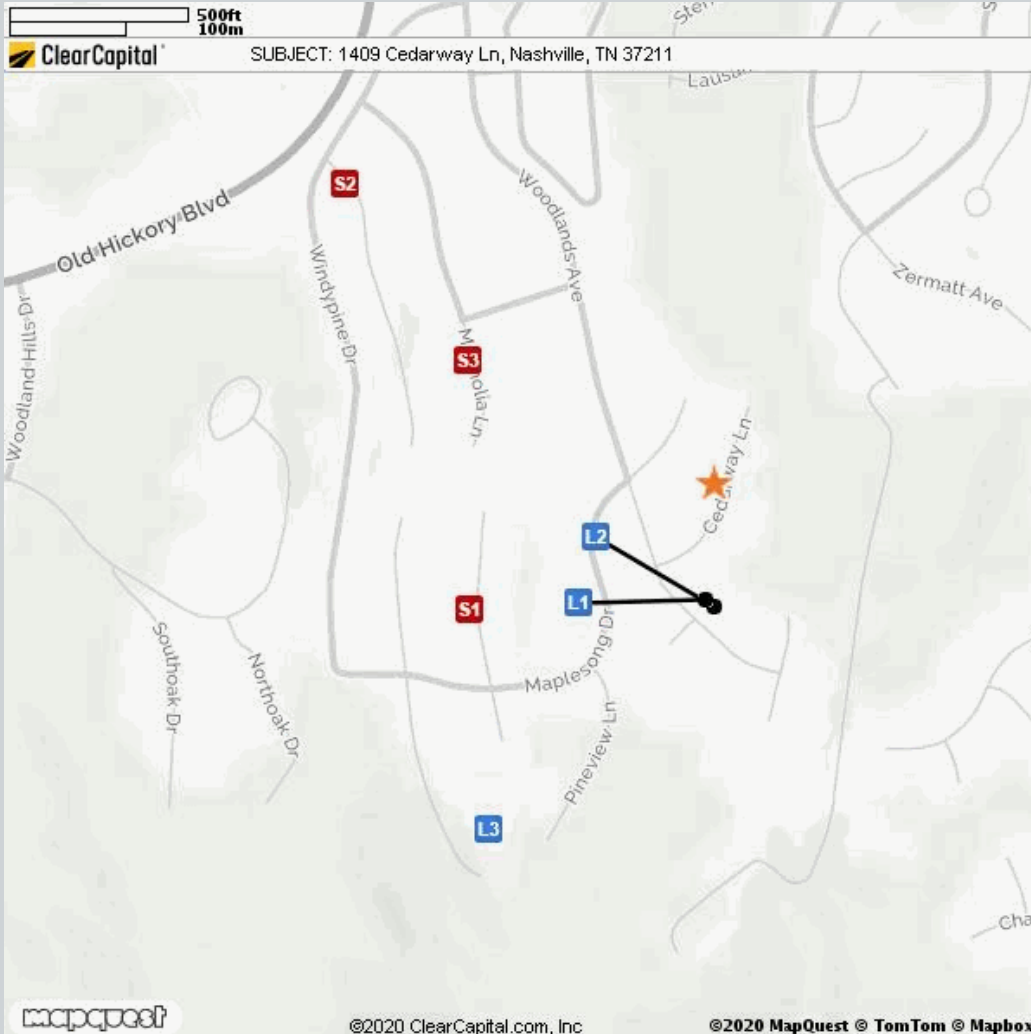 500ft
100m
ClearCapital
SUBJECT: 1409 Cedarway Ln, Nashville, TN 37211
Old Hickory Blvd
S2
Woodlands Ave
Windypine Dr
Zermatt Ave
Woodland Hills Dr
S3
Cedarway Ln
L2
L1
S1
Maplesong Dr
Southoak Dr
Northoak Dr
Pineview Ln
L3
Cha
mapquest
©2020 ClearCapital.com, Inc
©2020 MapQuest © TomTom © Mapbox